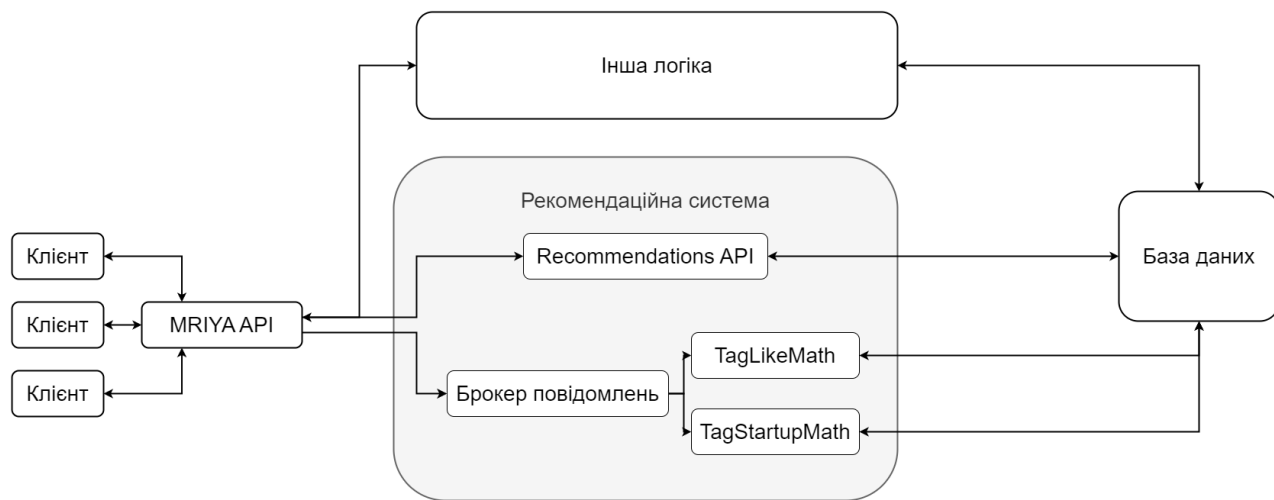 Інша логіка
Рекомендаційна система
Клієнт
Recommendations API
База даних
Клієнт
MRIYA API
TagLikeMath
Клієнт
Брокер повідомлень
TagStartupMath